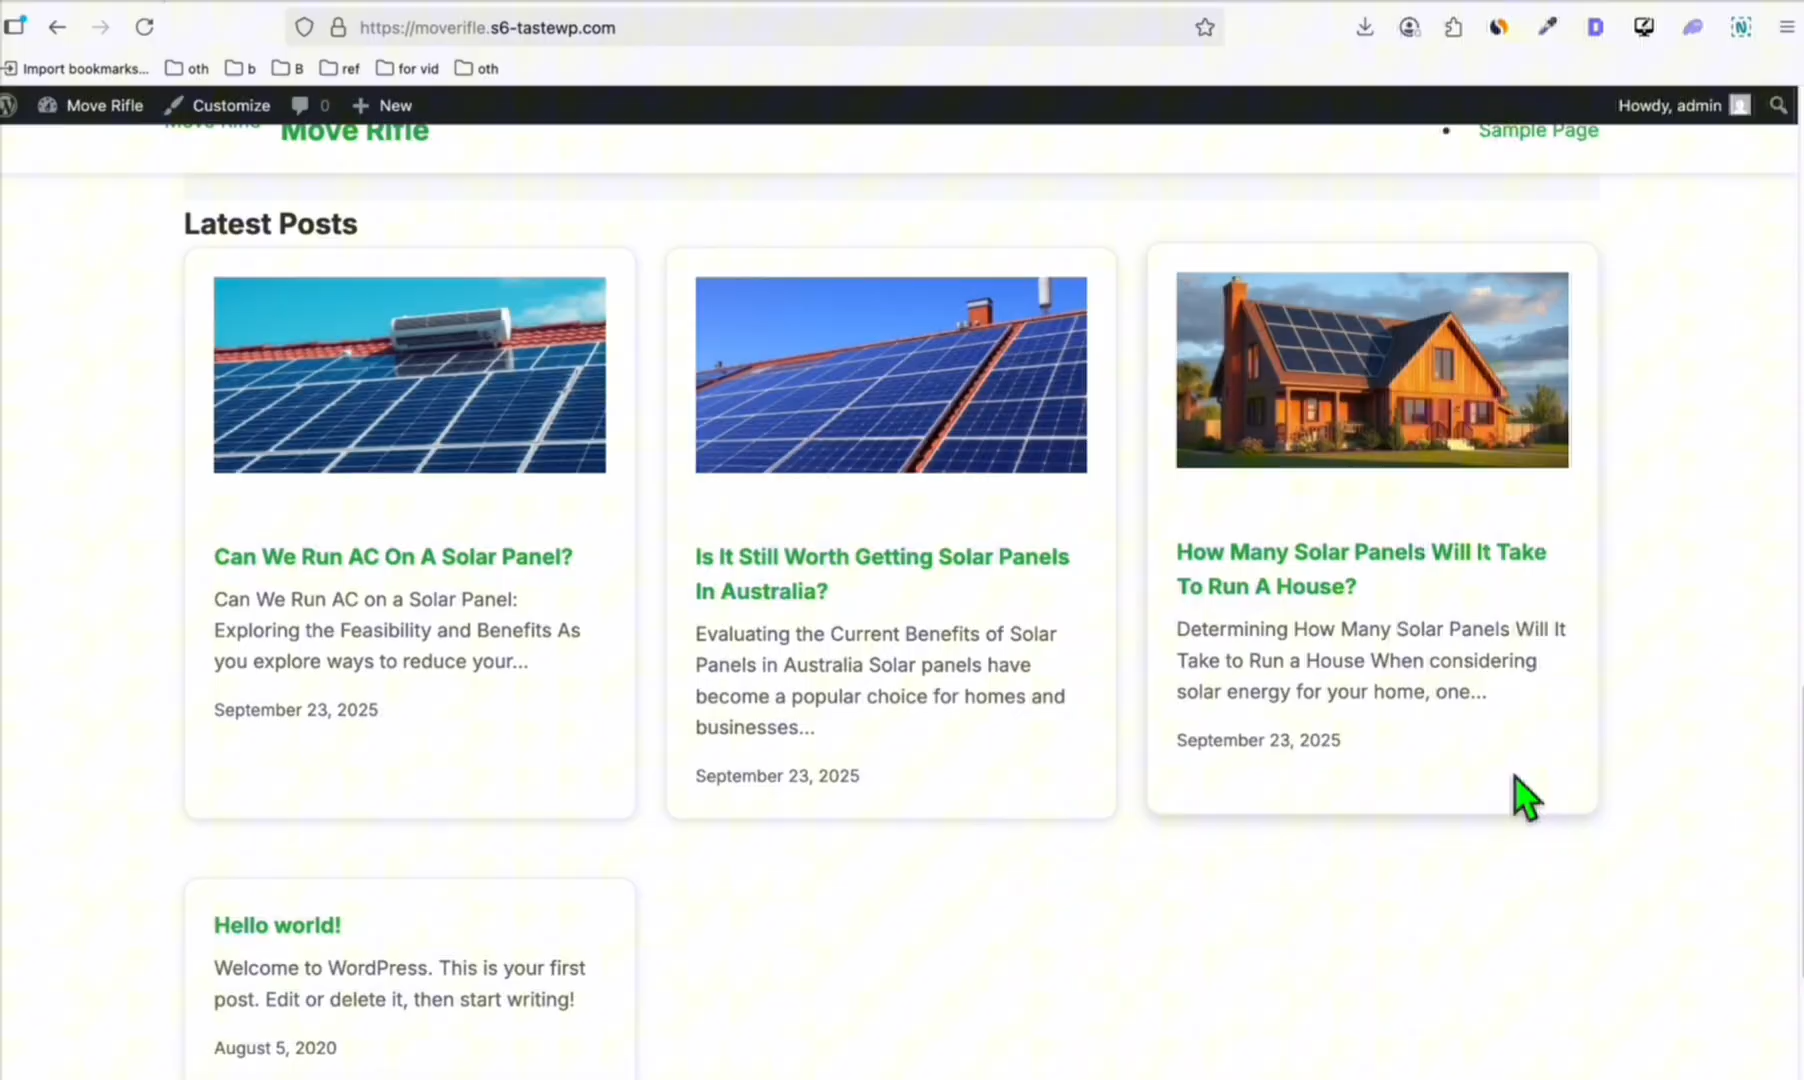 https://moverifle.s6-tastewp.com
Import bookmarks... oth b B ref for vid oth
Move Rifle Customize 0 New Howdy, admin
Move Rifle Move Rifle Sample Page
Latest Posts
Can We Run AC On A Solar Panel?
Can We Run AC on a Solar Panel:
Exploring the Feasibility and Benefits As
you explore ways to reduce your...
September 23, 2025
Is It Still Worth Getting Solar Panels
In Australia?
Evaluating the Current Benefits of Solar
Panels in Australia Solar panels have
become a popular choice for homes and
businesses...
September 23, 2025
How Many Solar Panels Will It Take
To Run A House?
Determining How Many Solar Panels Will It
Take to Run a House When considering
solar energy for your home, one...
September 23, 2025
Hello world!
Welcome to WordPress. This is your first
post. Edit or delete it, then start writing!
August 5, 2020